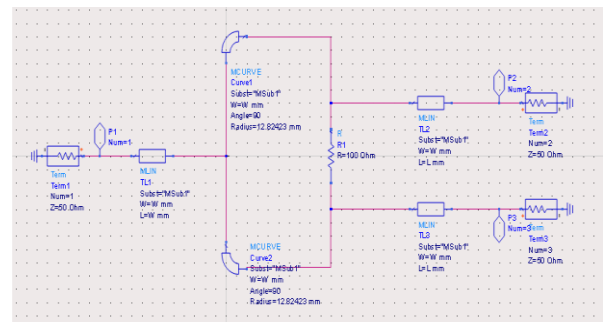 MCURVE
Curve1
Subst="MSub1"
W=W mm
Angle=90
Radius=12.82423 mm
P1
Num=1
Term
Term1
Num=1
Z=50 Ohm
MLIN
TL1
Subst="MSub1"
W=W mm
L=W mm
R
R1
R=100 Ohm
MLIN
TL2
Subst="MSub1"
W=W mm
L=L mm
P2
Num=2
Term
Term2
Num=2
Z=50 Ohm
MCURVE
Curve2
Subst="MSub1"
W=W mm
Angle=90
Radius=12.82423 mm
MLIN
TL3
Subst="MSub1"
W=W mm
L=L mm
P3
Num=3
Term
Term3
Num=3
Z=50 Ohm